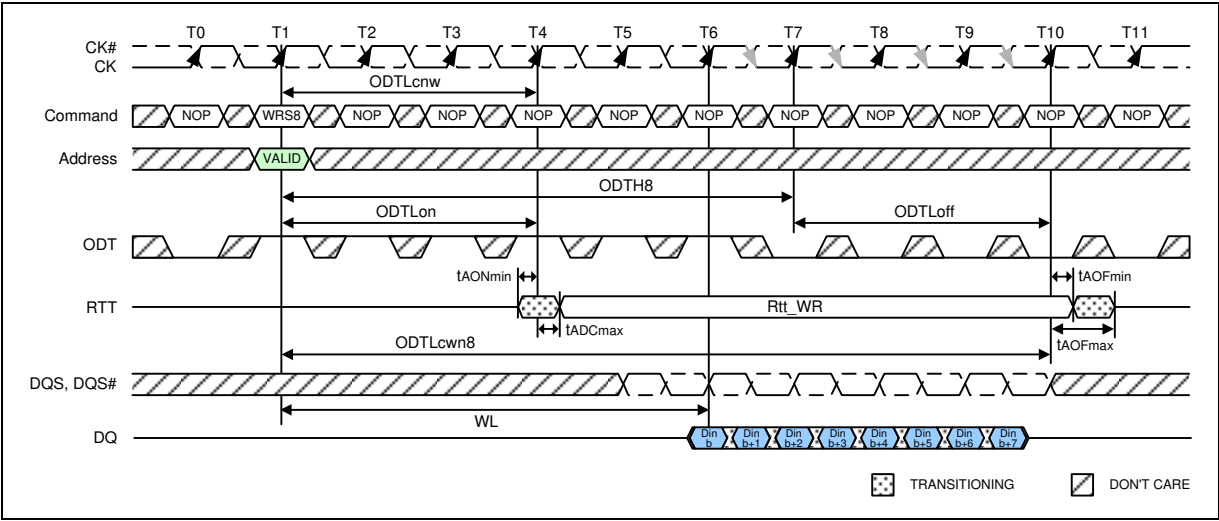 T0 T1 T2 T3 T4 T5 T6 T7 T8 T9 T10 T11
CK#
CK
ODTLcnw
Command NOP WRS8 NOP NOP NOP NOP NOP NOP NOP NOP NOP NOP
Address VALID
ODTH8
ODTLon ODTLoff
ODT
tAONmin tAOFmin
RTT Rtt_WR
tADCmax
tAOFmax
ODTLcwn8
DQS, DQS#
WL
DQ Din b Din b+1 Din b+2 Din b+3 Din b+4 Din b+5 Din b+6 Din b+7
TRANSITIONING DON'T CARE